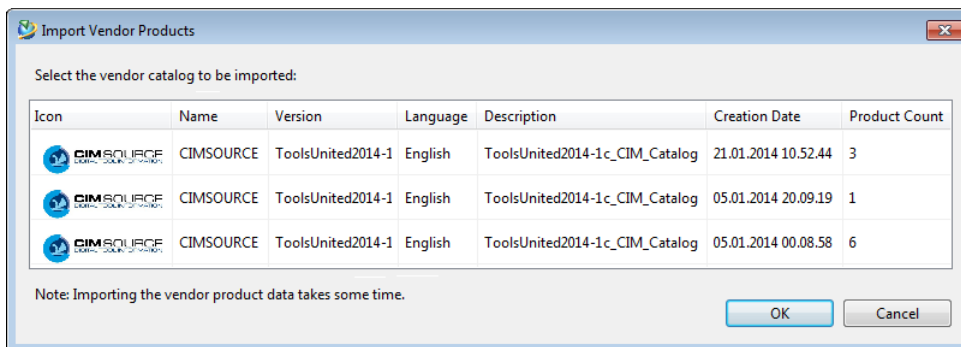 Import Vendor Products
Select the vendor catalog to be imported:
Icon Name Version Language Description Creation Date Product Count
CIMSOURCE CIMSOURCE ToolsUnited2014-1 English ToolsUnited2014-1c_CIM_Catalog 21.01.2014 10.52.44 3
CIMSOURCE CIMSOURCE ToolsUnited2014-1 English ToolsUnited2014-1c_CIM_Catalog 05.01.2014 20.09.19 1
CIMSOURCE CIMSOURCE ToolsUnited2014-1 English ToolsUnited2014-1c_CIM_Catalog 05.01.2014 00.08.58 6
Note: Importing the vendor product data takes some time.
OK Cancel